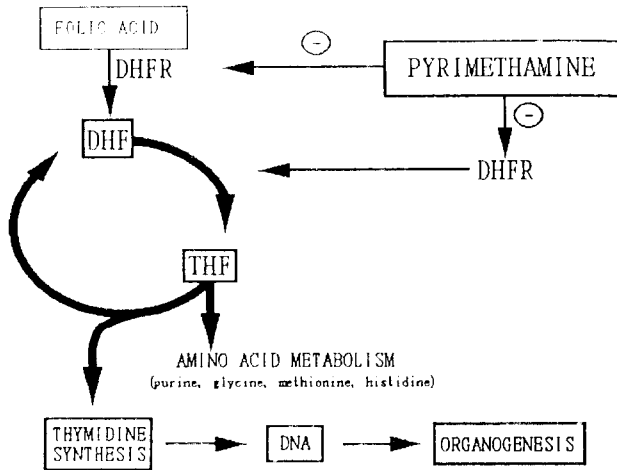 FOLIC ACID
DHFR
⊖
PYRIMETHAMINE
⊖
DHF
DHFR
THF
AMINO ACID METABOLISM
(purine, glycine, methionine, histidine)
THYMIDINE
SYNTHESIS
DNA
ORGANOGENESIS